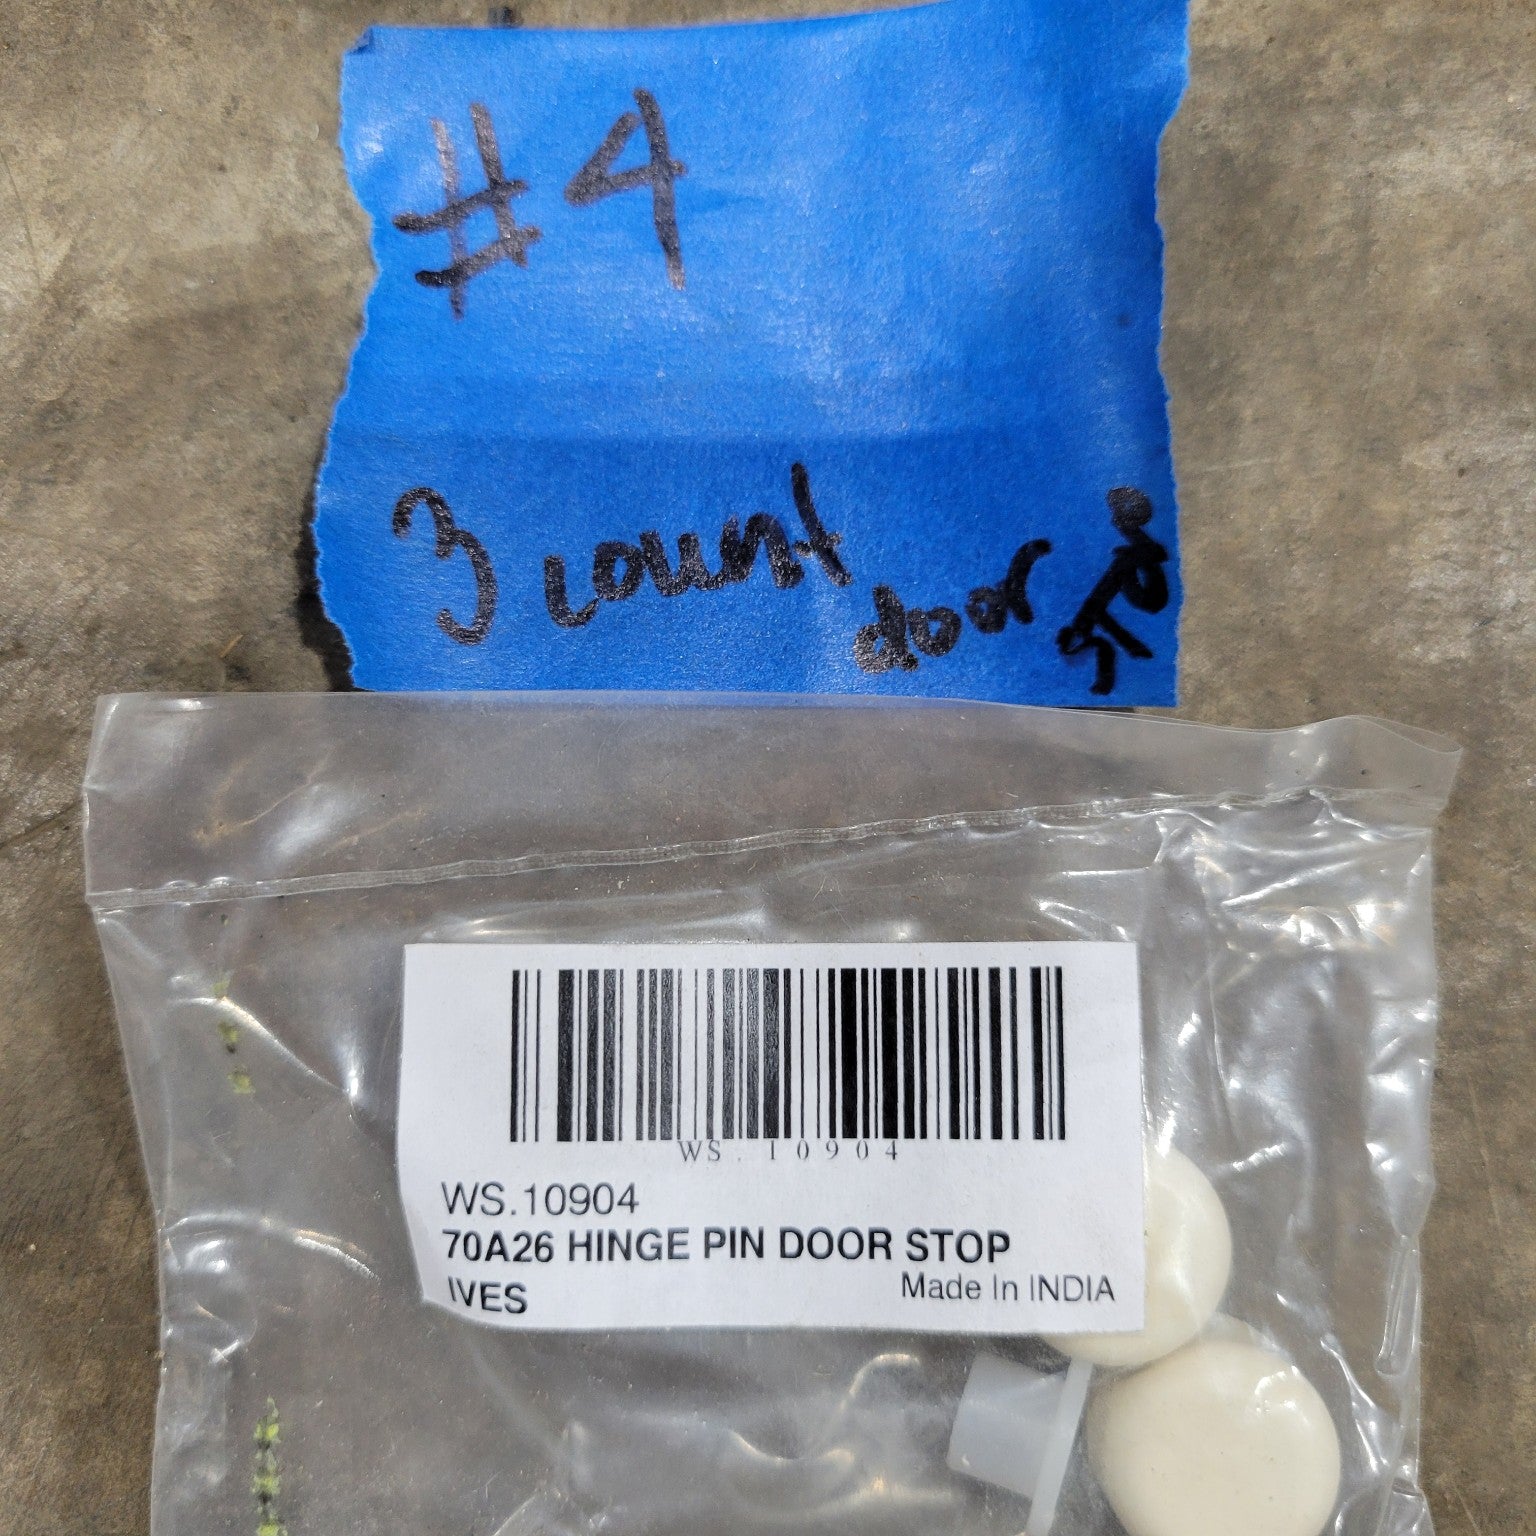 #4
3 count door stop
WS.10904
WS.10904
70A26 HINGE PIN DOOR STOP
IVES Made In INDIA